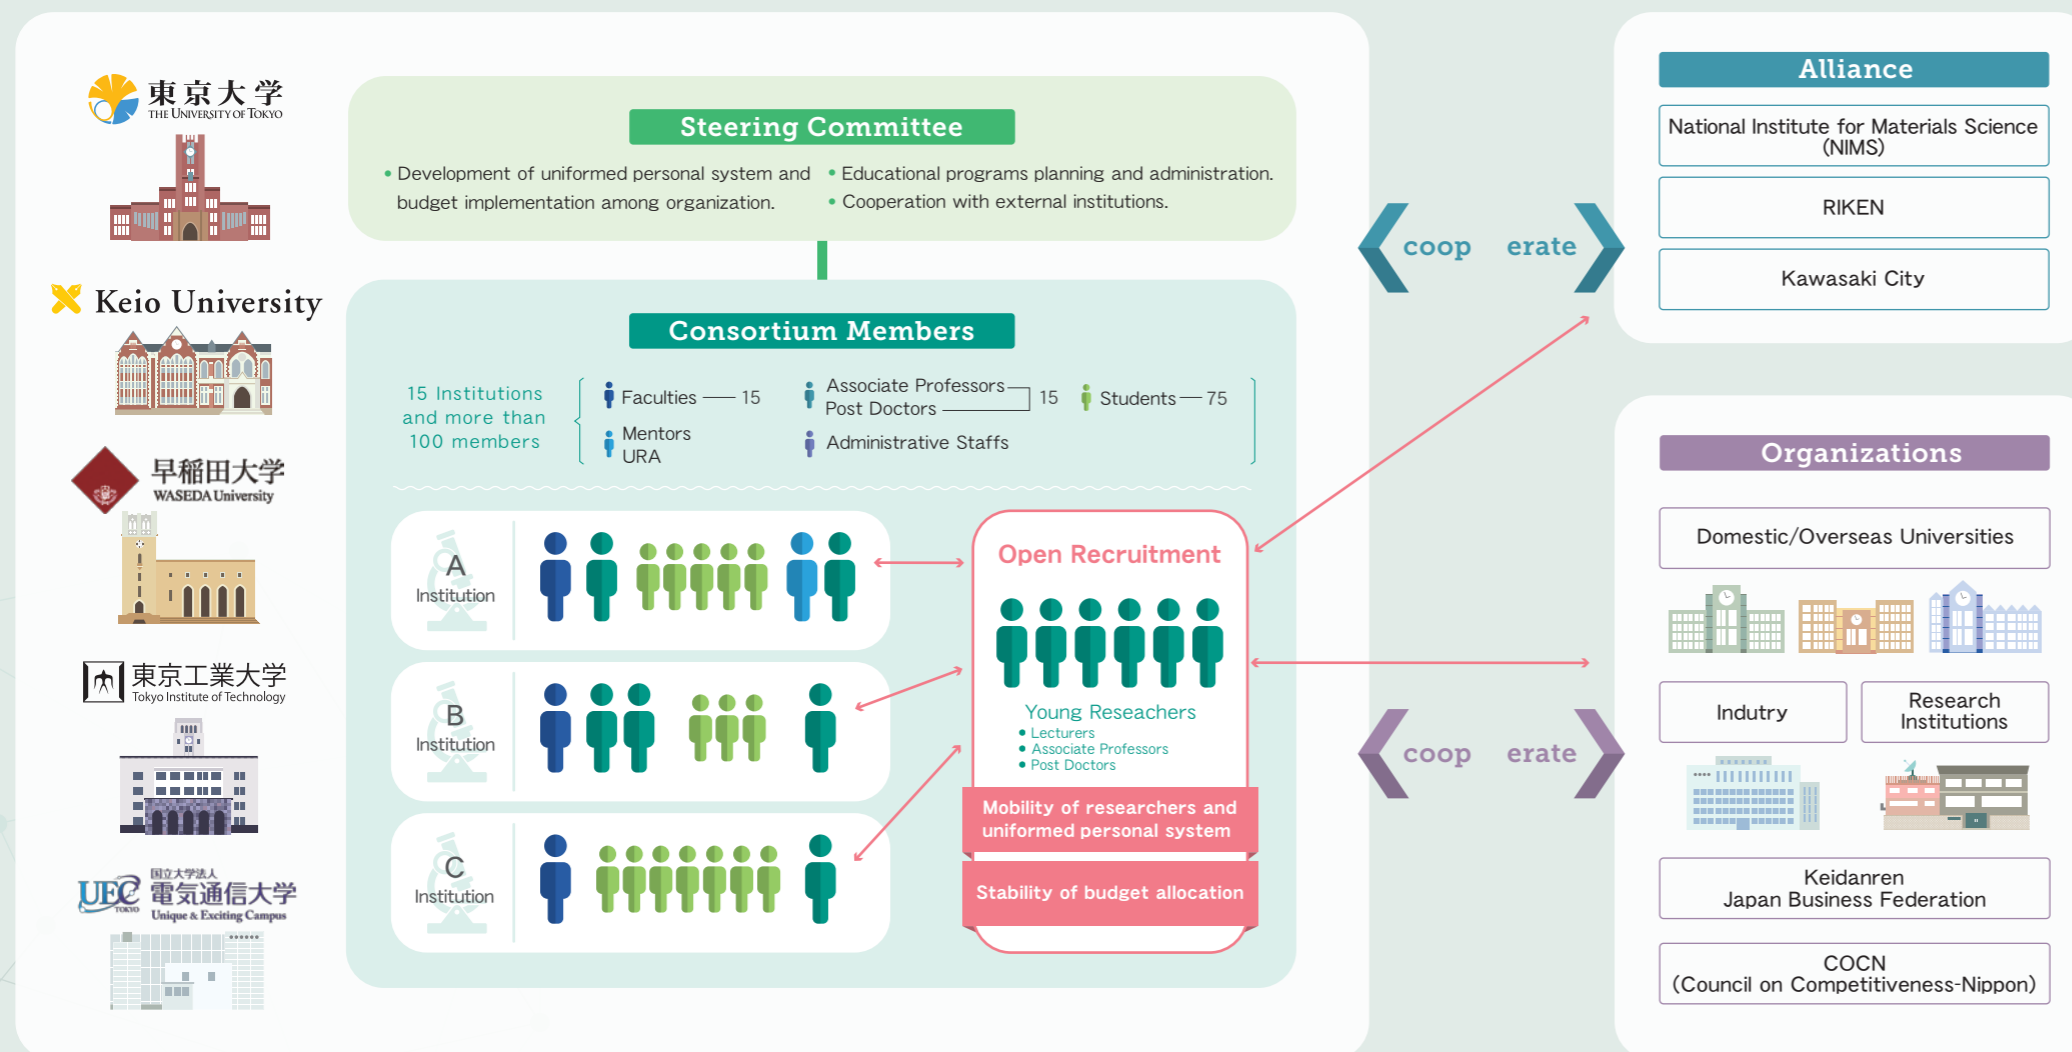 東京大学
THE UNIVERSITY OF TOKYO
Keio University
早稲田大学
WASEDA University
東京工業大学
Tokyo Institute of Technology
UEC
TOKYO
国立大学法人
電気通信大学
Unique & Exciting Campus
Steering Committee
• Development of uniformed personal system and
budget implementation among organization.
• Educational programs planning and administration.
• Cooperation with external institutions.
Consortium Members
15 Institutions
and more than
100 members
Faculties 15
Mentors
URA
Associate Professors
Post Doctors
15
Administrative Staffs
Students 75
A
Institution
B
Institution
C
Institution
Open Recruitment
Young Reseachers
• Lecturers
• Associate Professors
• Post Doctors
Mobility of researchers and
uniformed personal system
Stability of budget allocation
coop erate
coop erate
Alliance
National Institute for Materials Science
(NIMS)
RIKEN
Kawasaki City
Organizations
Domestic/Overseas Universities
Indutry
Research
Institutions
Keidanren
Japan Business Federation
COCN
(Council on Competitiveness-Nippon)